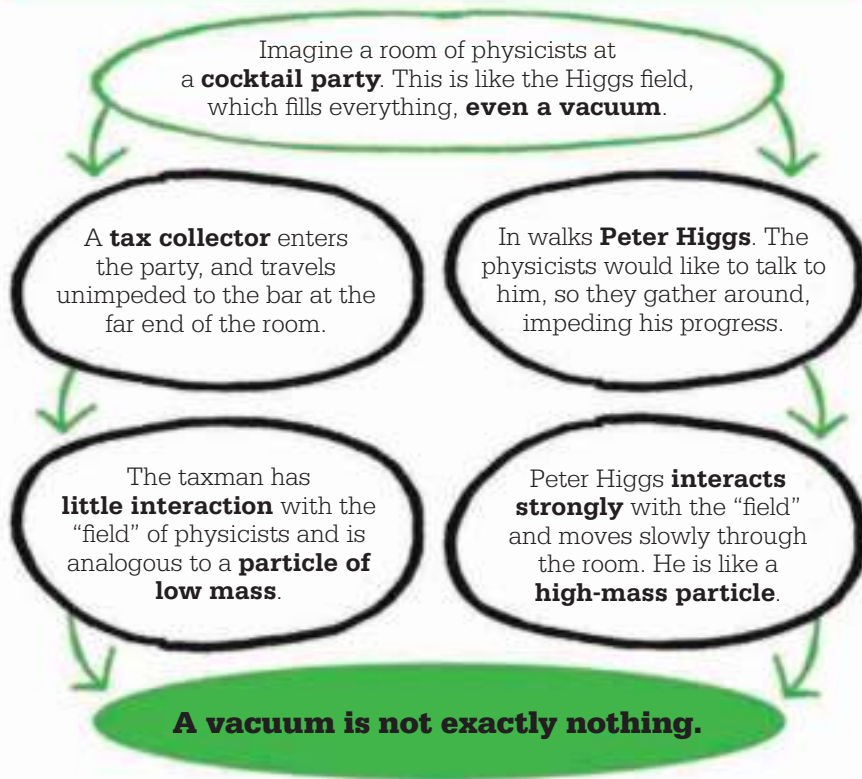 Imagine a room of physicists at
a cocktail party. This is like the Higgs field,
which fills everything, even a vacuum.
A tax collector enters
the party, and travels
unimpeded to the bar at the
far end of the room.
In walks Peter Higgs. The
physicists would like to talk to
him, so they gather around,
impeding his progress.
The taxman has
little interaction with the
“field” of physicists and is
analogous to a particle of
low mass.
Peter Higgs interacts
strongly with the “field”
and moves slowly through
the room. He is like a
high-mass particle.
A vacuum is not exactly nothing.